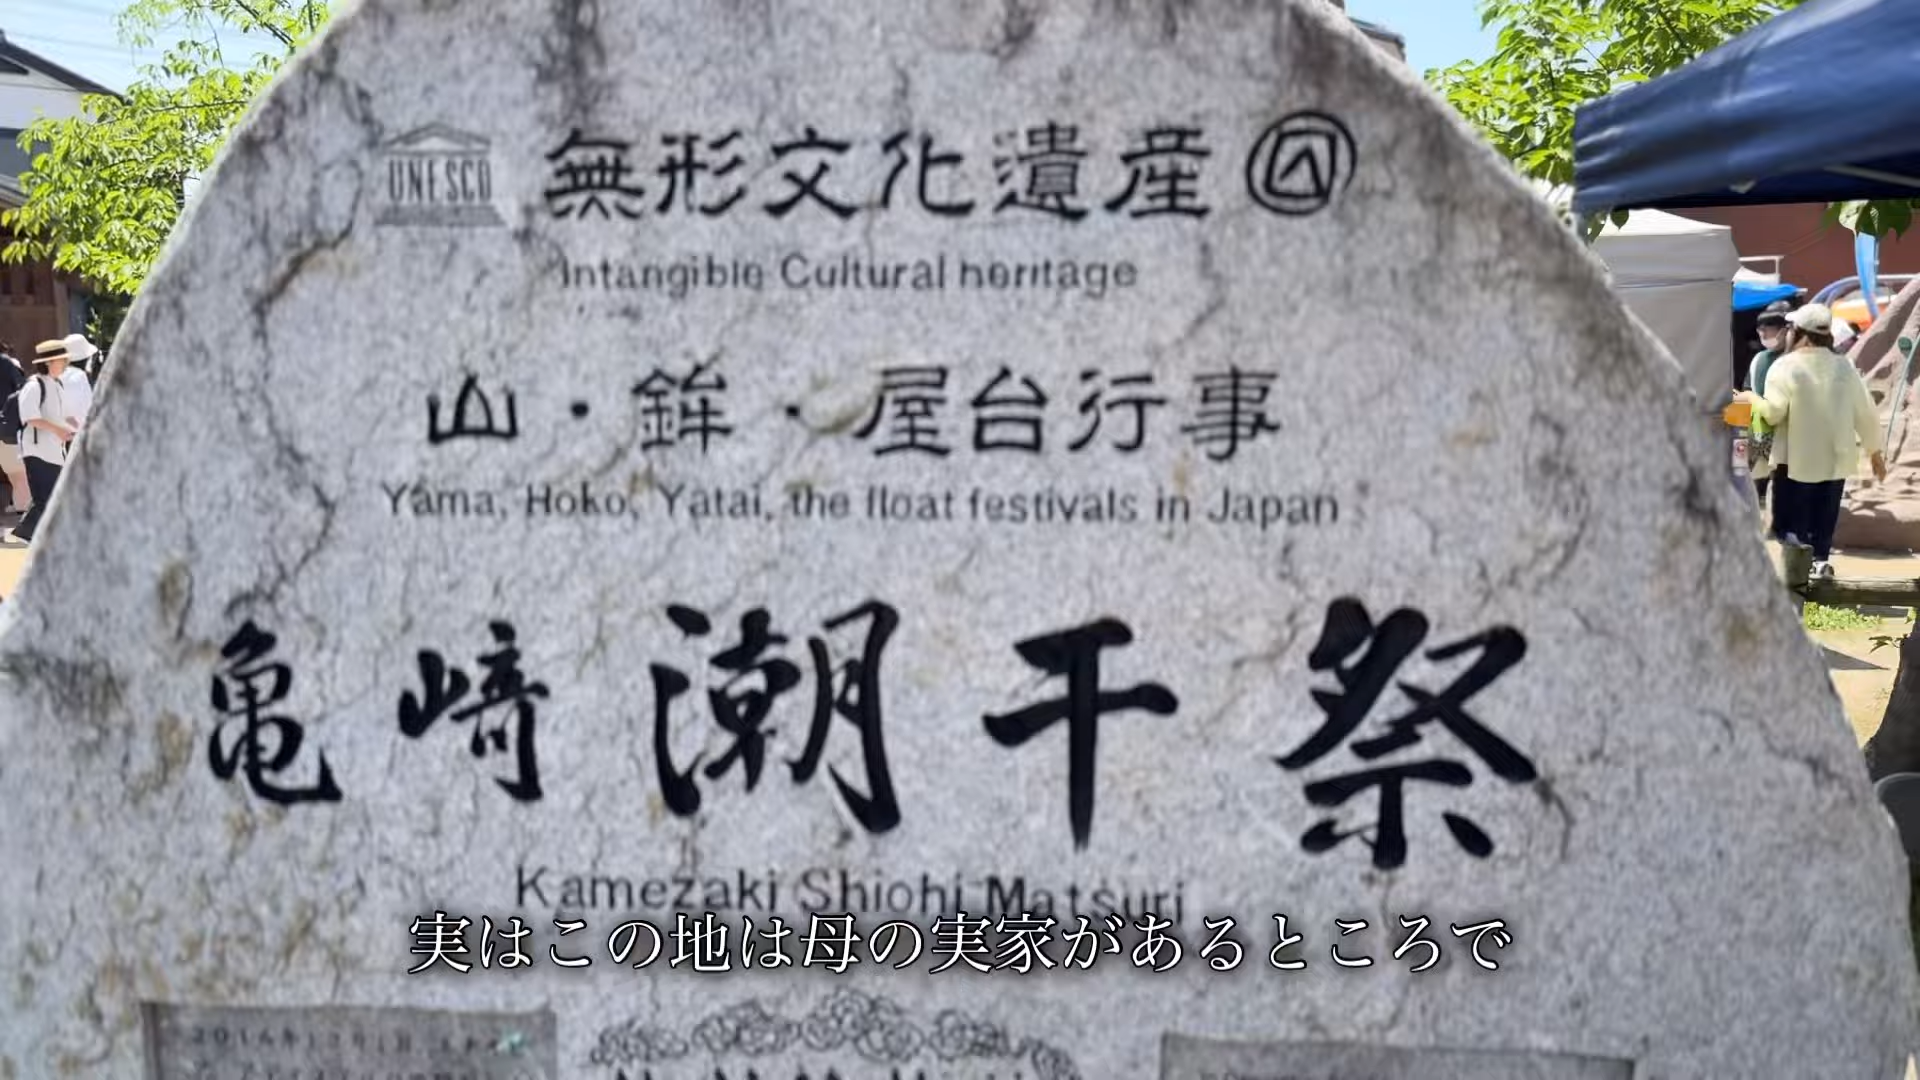 UNESCO 無形文化遺産
Intangible Cultural heritage
山・鉾・屋台行事
Yama, Hoko, Yatai, the float festivals in Japan
亀崎潮干祭
Kamezaki Shiohi Matsuri
実はこの地は母の実家があるところで